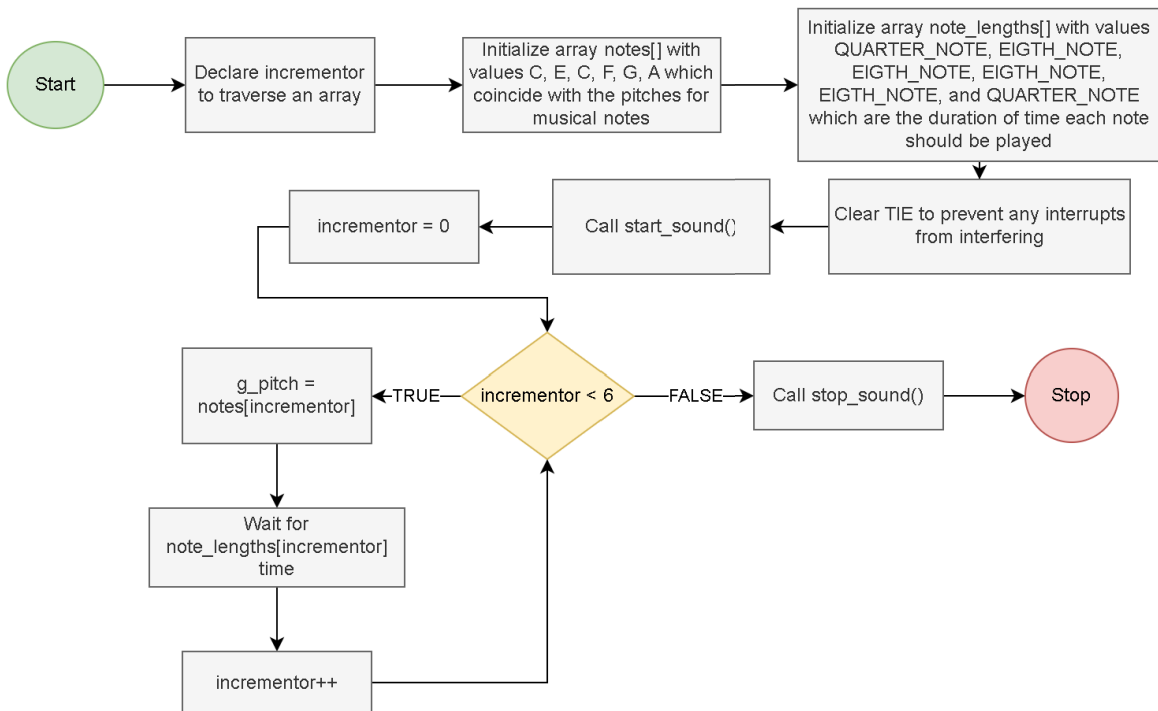 Start
Declare incrementor
to traverse an array
Initialize array notes[] with
values C, E, C, F, G, A which
coincide with the pitches for
musical notes
Initialize array note_lengths[] with values
QUARTER_NOTE, EIGTH_NOTE,
EIGTH_NOTE, EIGTH_NOTE,
EIGTH_NOTE, and QUARTER_NOTE
which are the duration of time each note
should be played
Clear TIE to prevent any interrupts
from interfering
Call start_sound()
incrementor = 0
incrementor < 6
TRUE
g_pitch =
notes[incrementor]
Wait for
note_lengths[incrementor]
time
incrementor++
FALSE
Call stop_sound()
Stop